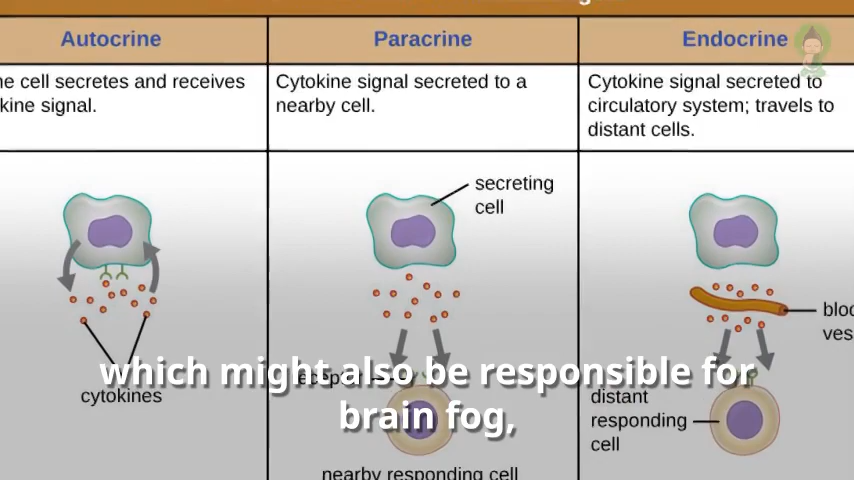 Autocrine
Paracrine
Endocrine
cell secretes and receives
signal.
Cytokine signal secreted to a
nearby cell.
Cytokine signal secreted to
circulatory system; travels to
distant cells.
secreting
cell
cytokines
nearby responding cell
distant
responding
cell
which might also be responsible for
brain fog,